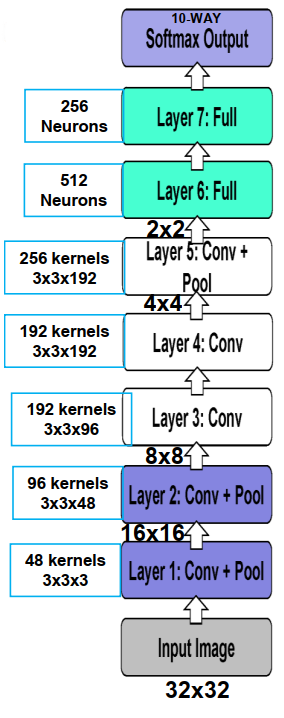 10-WAY
Softmax Output
256
Neurons
Layer 7: Full
512
Neurons
Layer 6: Full
2x2
256 kernels
3x3x192
Layer 5: Conv +
Pool
4x4
192 kernels
3x3x192
Layer 4: Conv
192 kernels
3x3x96
Layer 3: Conv
8x8
96 kernels
3x3x48
Layer 2: Conv + Pool
16x16
48 kernels
3x3x3
Layer 1: Conv + Pool
Input Image
32x32